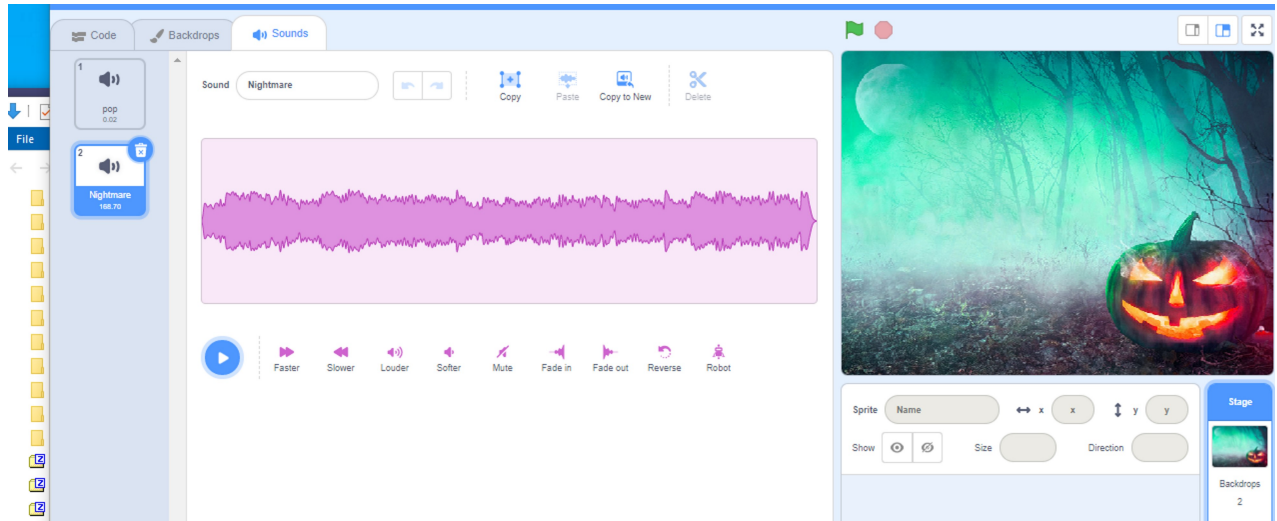 Code
Backdrops
Sounds
File
1
pop
0.02
2
Nightmare
168.70
Sound
Nightmare
Copy
Paste
Copy to New
Delete
Faster
Slower
Louder
Softer
Mute
Fade in
Fade out
Reverse
Robot
Sprite
Name
x
x
y
y
Show
Size
Direction
Stage
Backdrops
2
Z
Z
Z